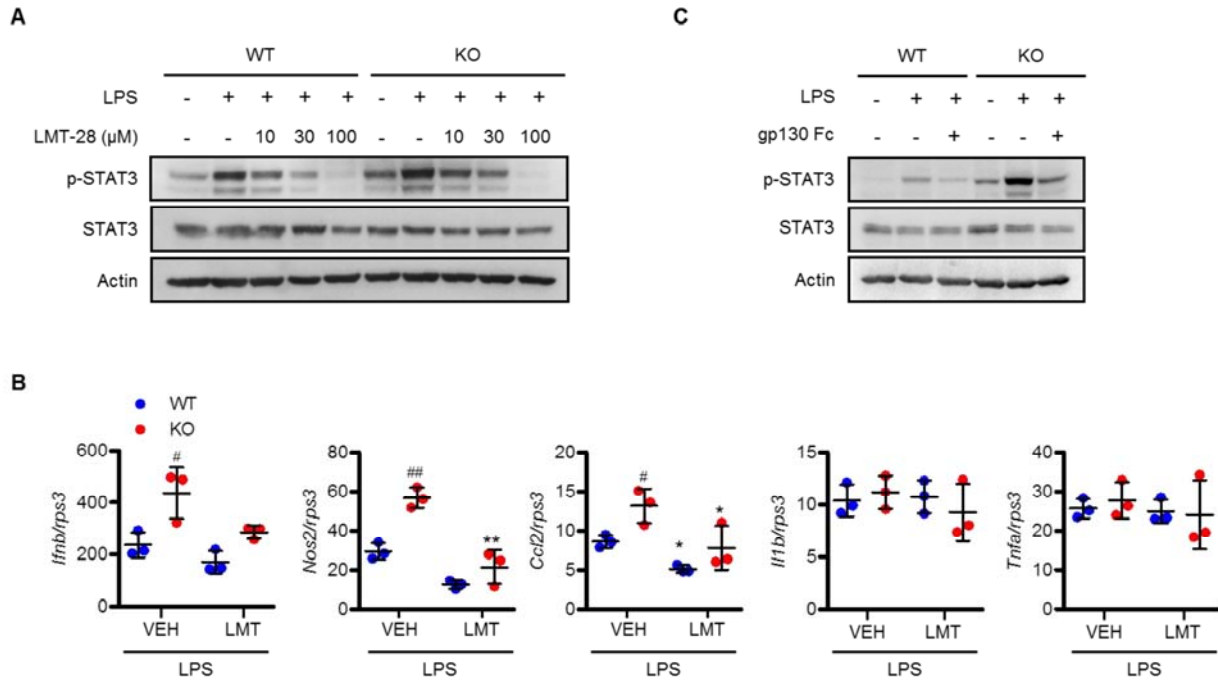 A
WT KO
LPS - + + + + - + + + +
LMT-28 (µM) - - 10 30 100 - - 10 30 100
p-STAT3
STAT3
Actin
C
WT KO
LPS - + + - + +
gp130 Fc - - + - - +
p-STAT3
STAT3
Actin
B
WT
KO
Ifnb/rps3
600
400
200
0
#
VEH LMT
LPS
Nos2/rps3
80
60
40
20
0
##
**
VEH LMT
LPS
Ccl2/rps3
20
15
10
5
0
#
*
*
VEH LMT
LPS
Il1b/rps3
15
10
5
0
VEH LMT
LPS
Tnfa/rps3
40
30
20
10
0
VEH LMT
LPS